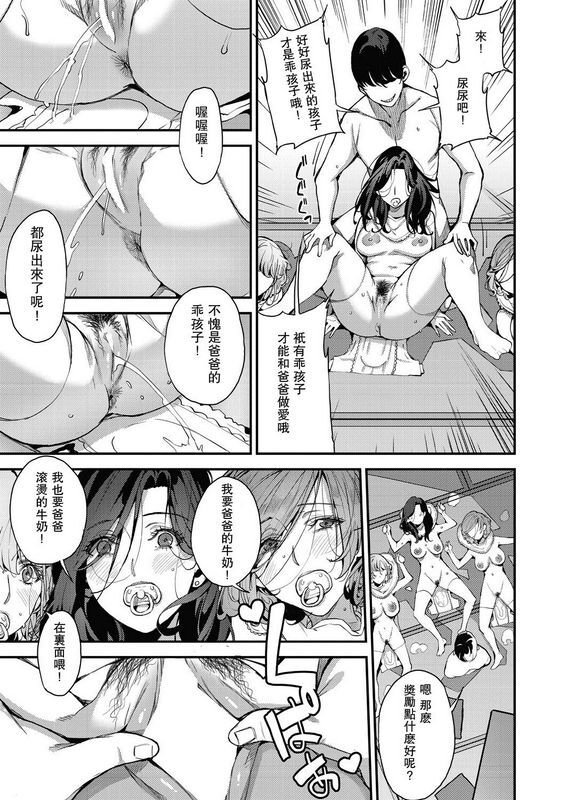 來!
尿尿吧!
好好尿出來的孩子
才是乖孩子哦!
衹有乖孩子
才能和爸爸
做愛哦
喔喔喔!
都尿出來了呢!
不愧是爸爸的
乖孩子!
嗯 那麽
獎勵點什麽好呢?
我要爸爸的牛奶!
我也要爸爸
滾燙的牛奶!
在裏面喂!